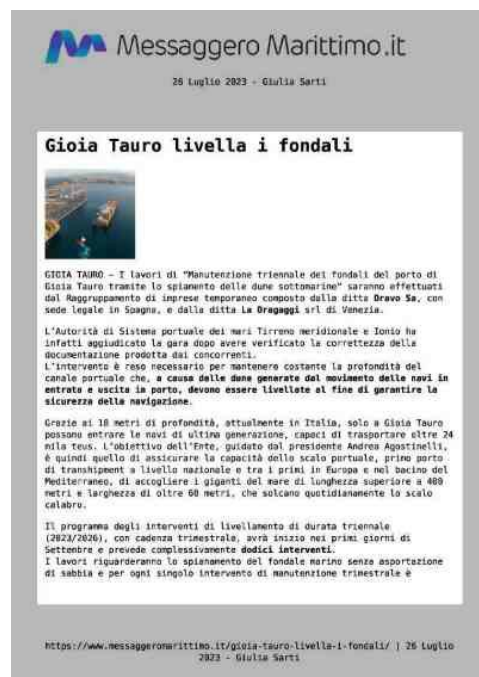 Messaggero Marittimo.it
26 Luglio 2023 - Giulia Sarti
Gioia Tauro livella i fondali
GIOIA TAURO – I lavori di “Manutenzione triennale dei fondali del porto di
Gioia Tauro tramite lo spianamento delle dune sottomarine” saranno effettuati
dal Raggruppamento di imprese temporaneo composto dalla ditta Dravo Sa, con
sede legale in Spagna, e dalla ditta La Dragaggi srl di Venezia.
L’Autorità di Sistema portuale dei mari Tirreno meridionale e Ionio ha
infatti aggiudicato la gara dopo avere verificato la correttezza della
documentazione prodotta dai concorrenti.
L’intervento è reso necessario per mantenere costante la profondità del
canale portuale che, a causa delle dune generate dal movimento delle navi in
entrata e uscita in porto, devono essere livellate al fine di garantire la
sicurezza della navigazione.
Grazie ai 18 metri di profondità, attualmente in Italia, solo a Gioia Tauro
possono entrare le navi di ultima generazione, capaci di trasportare oltre 24
mila teus. L’obiettivo dell’Ente, guidato dal presidente Andrea Agostinelli,
è quindi quello di assicurare la capacità dello scalo portuale, primo porto
di transhipment a livello nazionale e tra i primi in Europa e nel bacino del
Mediterraneo, di accogliere i giganti del mare di lunghezza superiore a 400
metri e larghezza di oltre 60 metri, che solcano quotidianamente lo scalo
calabro.
Il programma degli interventi di livellamento di durata triennale
(2023/2026), con cadenza trimestrale, avrà inizio nei primi giorni di
Settembre e prevede complessivamente dodici interventi.
I lavori riguarderanno lo spianamento del fondale marino senza asportazione
di sabbia e per ogni singolo intervento di manutenzione trimestrale è
https://www.messaggeromarittimo.it/gioia-tauro-livella-i-fondali/ | 26 Luglio
2023 - Giulia Sarti